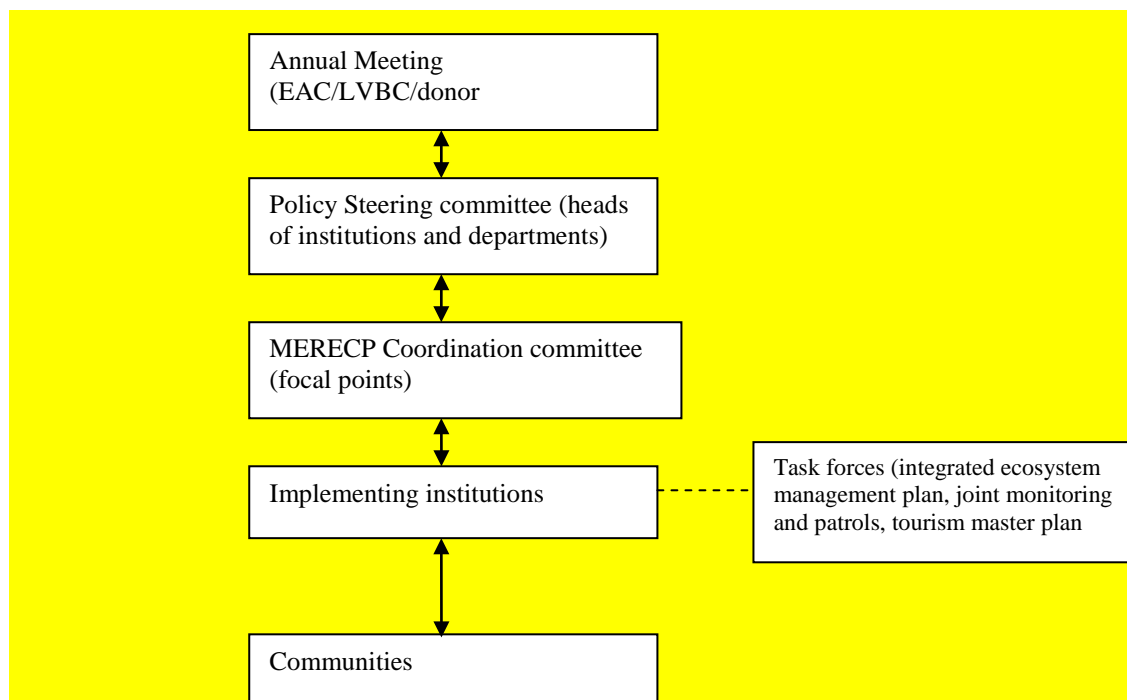 Annual Meeting
(EAC/LVBC/donor
Policy Steering committee (heads
of institutions and departments)
MERECP Coordination committee
(focal points)
Implementing institutions
Task forces (integrated ecosystem
management plan, joint monitoring
and patrols, tourism master plan
Communities